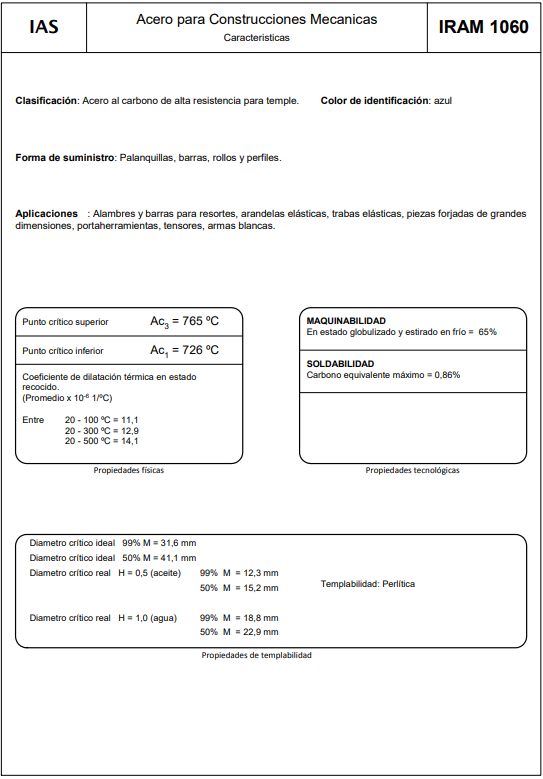 IAS
Acero para Construcciones Mecanicas
Caracteristicas
IRAM 1060
Clasificación: Acero al carbono de alta resistencia para temple. Color de identificación: azul
Forma de suministro: Palanquillas, barras, rollos y perfiles.
Aplicaciones : Alambres y barras para resortes, arandelas elásticas, trabas elásticas, piezas forjadas de grandes
dimensiones, portaherramientas, tensores, armas blancas.
Punto crítico superior Ac3 = 765 ºC
Punto crítico inferior Ac1 = 726 ºC
Coeficiente de dilatación térmica en estado
recocido.
(Promedio x 10-6 1/ºC)
Entre 20 - 100 ºC = 11,1
20 - 300 ºC = 12,9
20 - 500 ºC = 14,1
Propiedades físicas
MAQUINABILIDAD
En estado globulizado y estirado en frío = 65%
SOLDABILIDAD
Carbono equivalente máximo = 0,86%
Propiedades tecnológicas
Diametro crítico ideal 99% M = 31,6 mm
Diametro crítico ideal 50% M = 41,1 mm
Diametro crítico real H = 0,5 (aceite) 99% M = 12,3 mm
50% M = 15,2 mm
Templabilidad: Perlítica
Diametro crítico real H = 1,0 (agua) 99% M = 18,8 mm
50% M = 22,9 mm
Propiedades de templabilidad